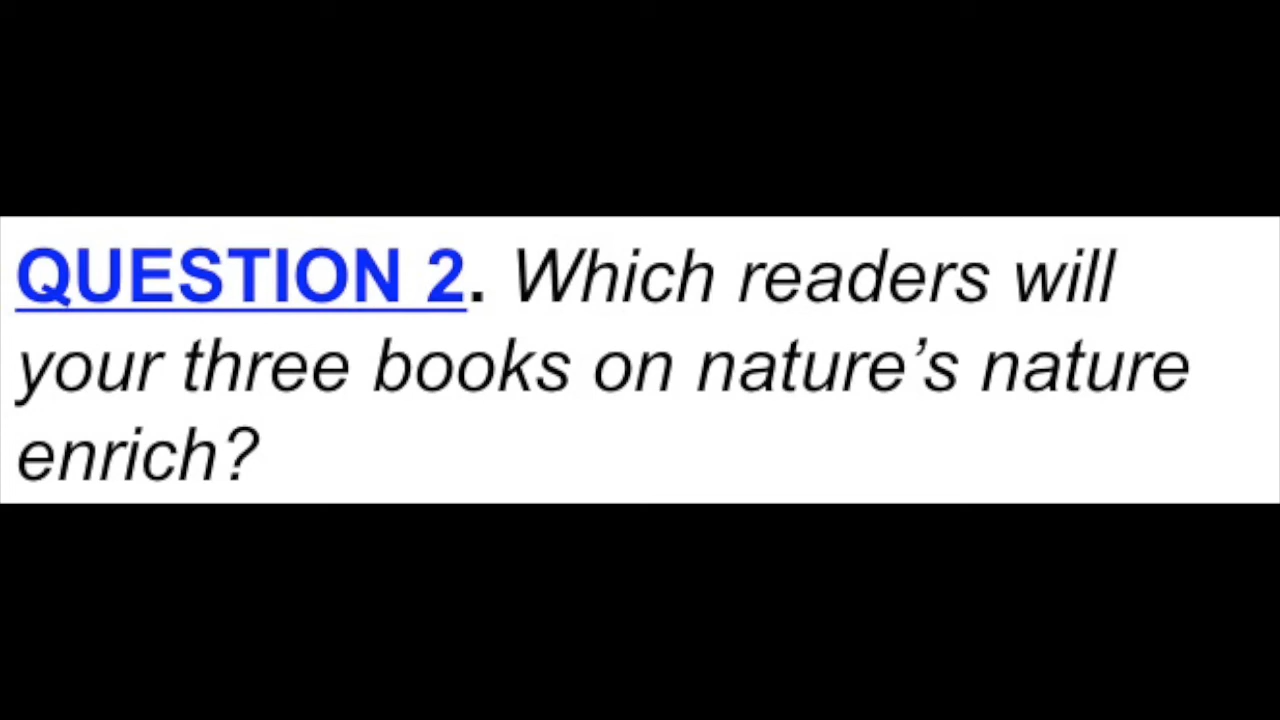 QUESTION 2. Which readers will
your three books on nature’s nature
enrich?